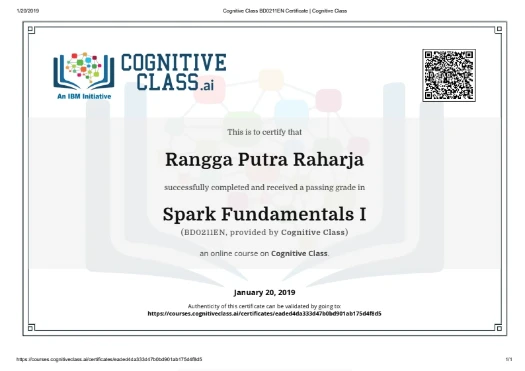 1/20/2019 Cognitive Class BD0211EN Certificate | Cognitive Class
COGNITIVE
CLASS.ai
An IBM Initiative
This is to certify that
Rangga Putra Raharja
successfully completed and received a passing grade in
Spark Fundamentals I
(BD0211EN, provided by Cognitive Class)
an online course on Cognitive Class.
January 20, 2019
Authenticity of this certificate can be validated by going to:
https://courses.cognitiveclass.ai/certificates/eaded4da333d47b0bd901ab175d4f8d5
https://courses.cognitiveclass.ai/certificates/eaded4da333d47b0bd901ab175d4f8d5 1/1